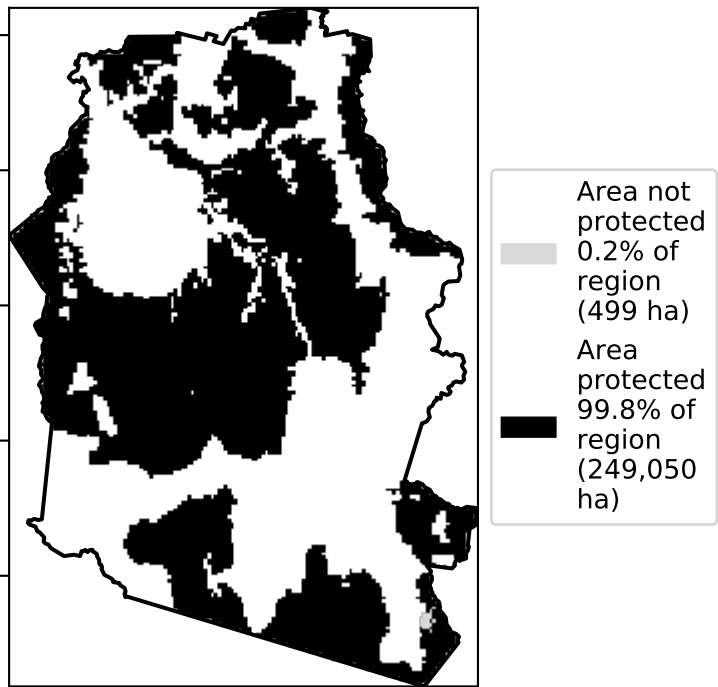 Area not
protected
0.2% of
region
(499 ha)
Area
protected
99.8% of
region
(249,050
ha)